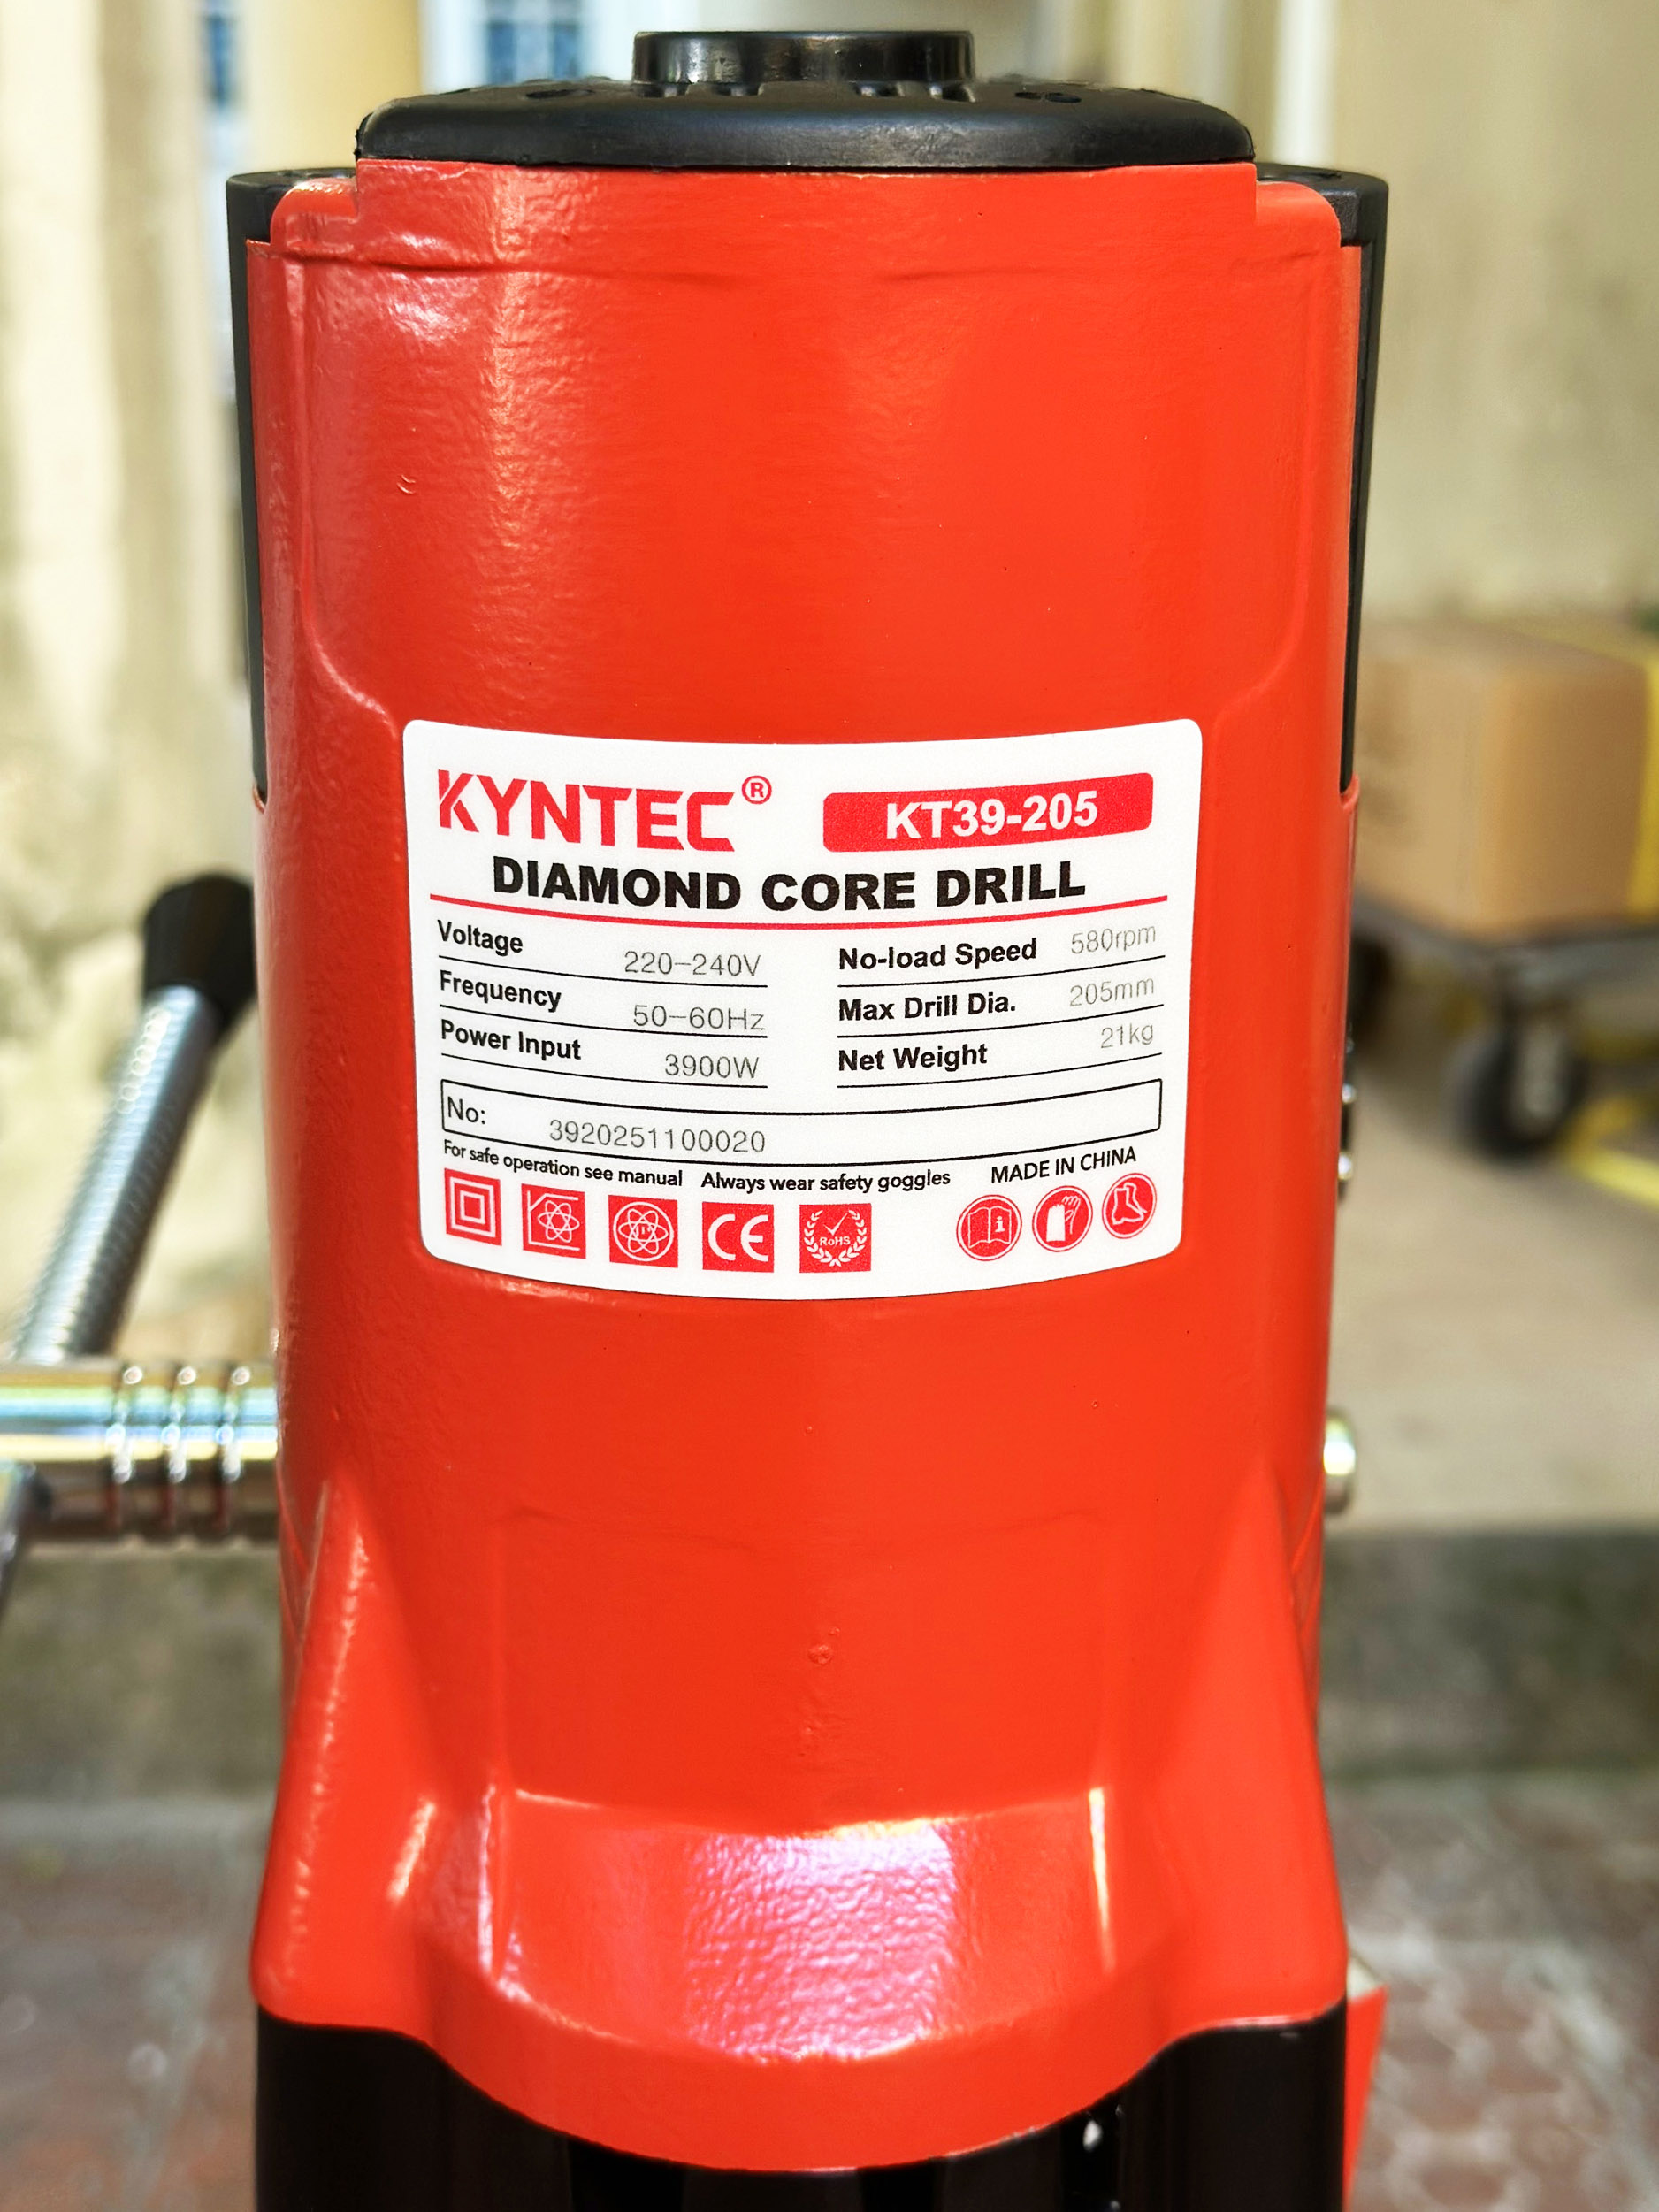 KYNTEC®
KT39-205
DIAMOND CORE DRILL
Voltage 220-240V
Frequency 50-60Hz
Power Input 3900W
No-load Speed 580rpm
Max Drill Dia. 205mm
Net Weight 21kg
No: 3920251100020
For safe operation see manual Always wear safety goggles MADE IN CHINA
CE
RoHS